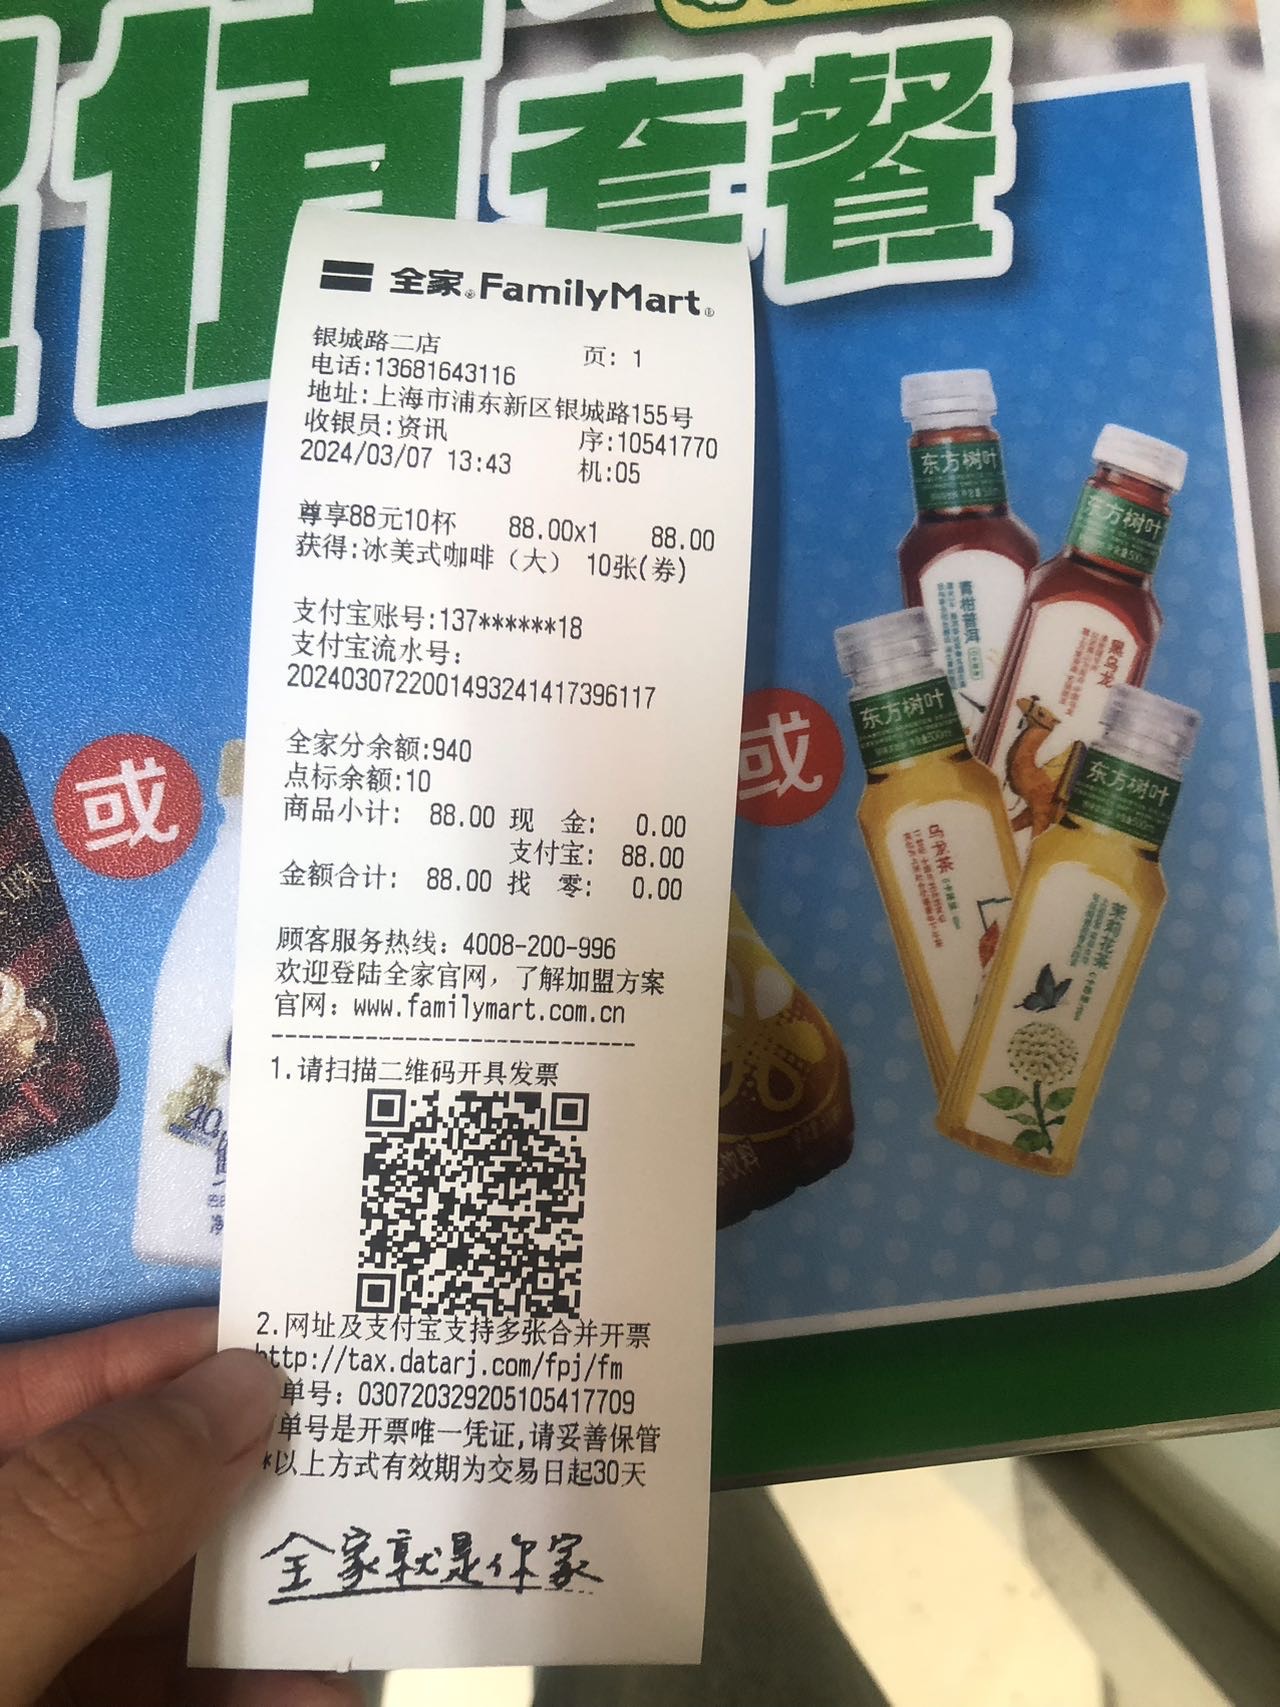 值套餐
全家 FamilyMart
银城路二店 页: 1
电话:13681643116
地址:上海市浦东新区银城路155号
收银员:资讯 序:10541770
2024/03/07 13:43 机:05
尊享88元10杯 88.00x1 88.00
获得:冰美式咖啡（大） 10张(券)
支付宝账号:137******18
支付宝流水号:
2024030722001493241417396117
全家分余额:940
点标余额:10
商品小计: 88.00 现 金: 0.00
支付宝: 88.00
金额合计: 88.00 找 零: 0.00
顾客服务热线: 4008-200-996
欢迎登陆全家官网，了解加盟方案
官网: www.familymart.com.cn
1.请扫描二维码开具发票
2.网址及支付宝支持多张合并开票
http://tax.datarj.com/fpj/fm
单号: 03072032920510541770​9
单号是开票唯一凭证,请妥善保管
*以上方式有效期为交易日起30天
全家就是你家
或
或
东方树叶
青柑普洱
东方树叶
黑乌龙
东方树叶
乌龙茶
东方树叶
茉莉花茶